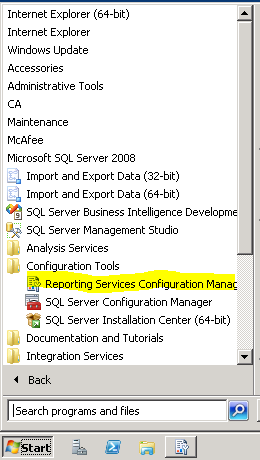 Internet Explorer (64-bit)
Internet Explorer
Windows Update
Accessories
Administrative Tools
CA
Maintenance
McAfee
Microsoft SQL Server 2008
Import and Export Data (32-bit)
Import and Export Data (64-bit)
SQL Server Business Intelligence Developme
SQL Server Management Studio
Analysis Services
Configuration Tools
Reporting Services Configuration Manag
SQL Server Configuration Manager
SQL Server Installation Center (64-bit)
Documentation and Tutorials
Integration Services
Back
Search programs and files
Start